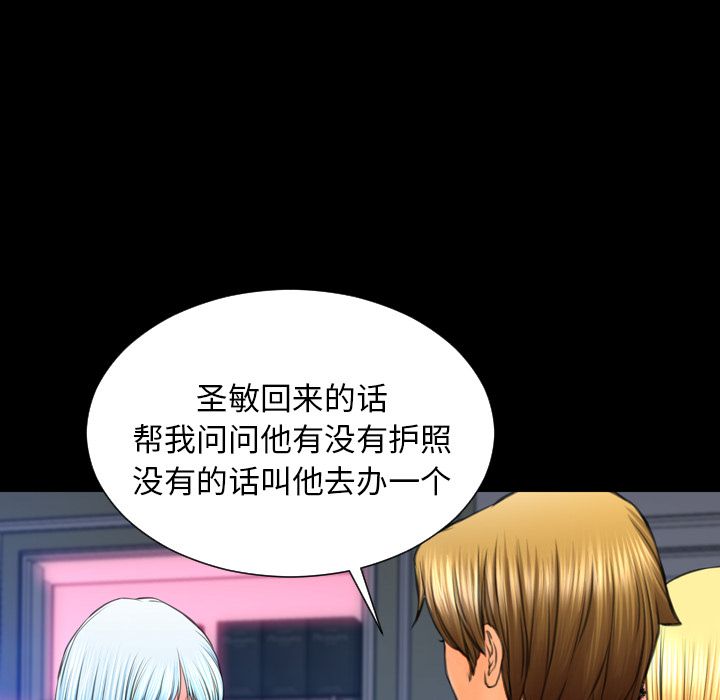 圣敏回来的话
帮我问问他有没有护照
没有的话叫他去办一个